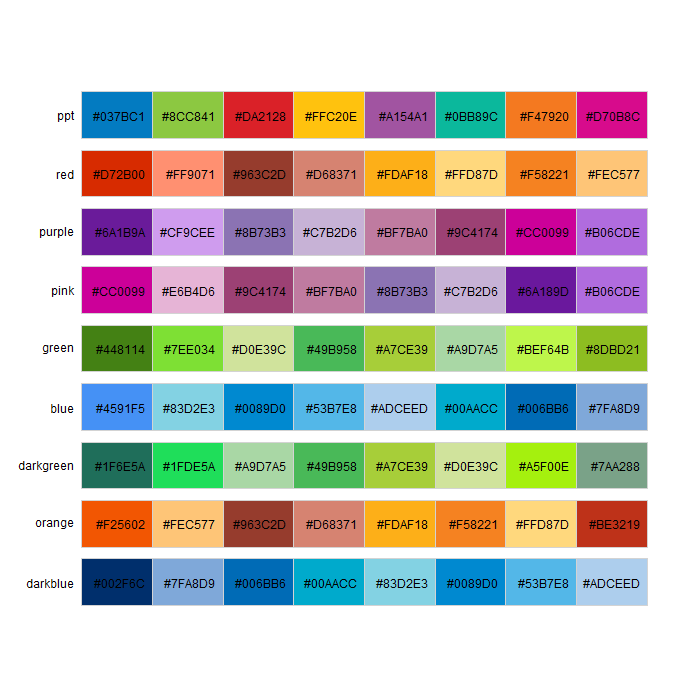 ppt #037BC1 #8CC841 #DA2128 #FFC20E #A154A1 #0BB89C #F47920 #D70B8C
red #D72B00 #FF9071 #963C2D #D68371 #FDAF18 #FFD87D #F58221 #FEC577
purple #6A1B9A #CF9CEE #8B73B3 #C7B2D6 #BF7BA0 #9C4174 #CC0099 #B06CDE
pink #CC0099 #E6B4D6 #9C4174 #BF7BA0 #8B73B3 #C7B2D6 #6A189D #B06CDE
green #448114 #7EE034 #D0E39C #49B958 #A7CE39 #A9D7A5 #BEF64B #8DBD21
blue #4591F5 #83D2E3 #0089D0 #53B7E8 #ADCEED #00AACC #006BB6 #7FA8D9
darkgreen #1F6E5A #1FDE5A #A9D7A5 #49B958 #A7CE39 #D0E39C #A5F00E #7AA288
orange #F25602 #FEC577 #963C2D #D68371 #FDAF18 #F58221 #FFD87D #BE3219
darkblue #002F6C #7FA8D9 #006BB6 #00AACC #83D2E3 #0089D0 #53B7E8 #ADCEED